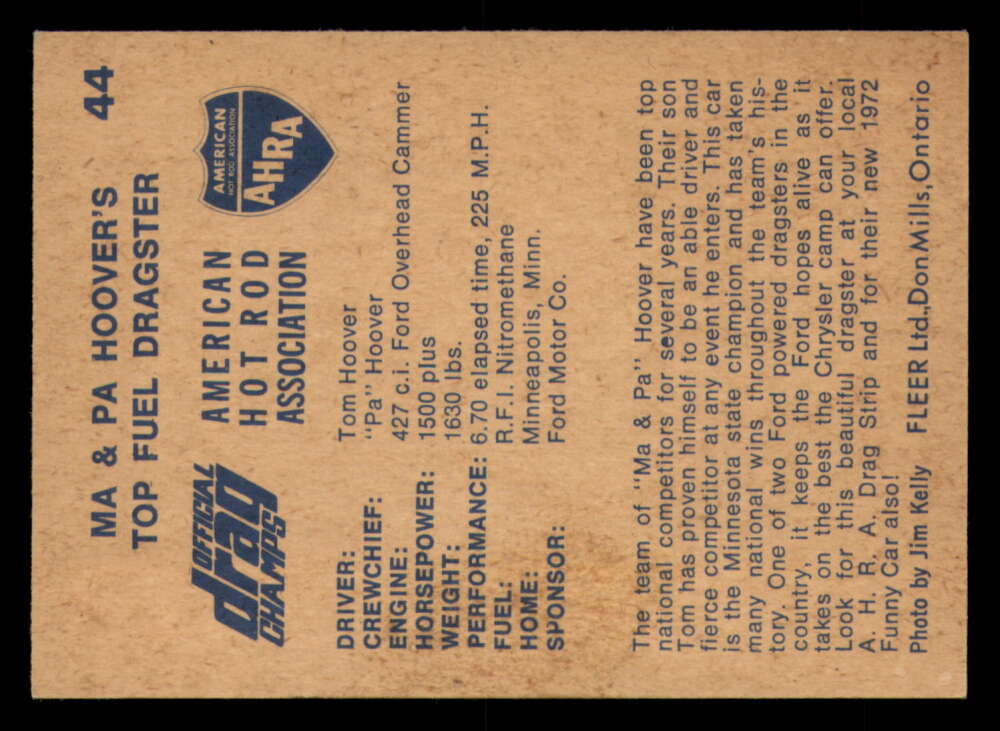 MA & PA HOOVER'S 44
TOP FUEL DRAGSTER
OFFICIAL
drag
CHAMPS
AMERICAN
HOT ROD
ASSOCIATION
AMERICAN
HOT ROD ASSOCIATION
AHRA
DRIVER: Tom Hoover
CREWCHIEF: "Pa" Hoover
ENGINE: 427 c.i. Ford Overhead Cammer
HORSEPOWER: 1500 plus
WEIGHT: 1630 lbs.
PERFORMANCE: 6.70 elapsed time, 225 M.P.H.
FUEL: R.F.I. Nitromethane
HOME: Minneapolis, Minn.
SPONSOR: Ford Motor Co.
The team of "Ma & Pa" Hoover have been top
national competitors for several years. Their son
Tom has proven himself to be an able driver and
fierce competitor at any event he enters. This car
is the Minnesota state champion and has taken
many national wins throughout the team's his-
tory. One of two Ford powered dragsters in the
country, it keeps the Ford hopes alive as it
takes on the best the Chrysler camp can offer.
Look for this beautiful dragster at your local
A. H. R. A. Drag Strip and for their new 1972
Funny Car also!
Photo by Jim Kelly FLEER Ltd.,DonMills,Ontario